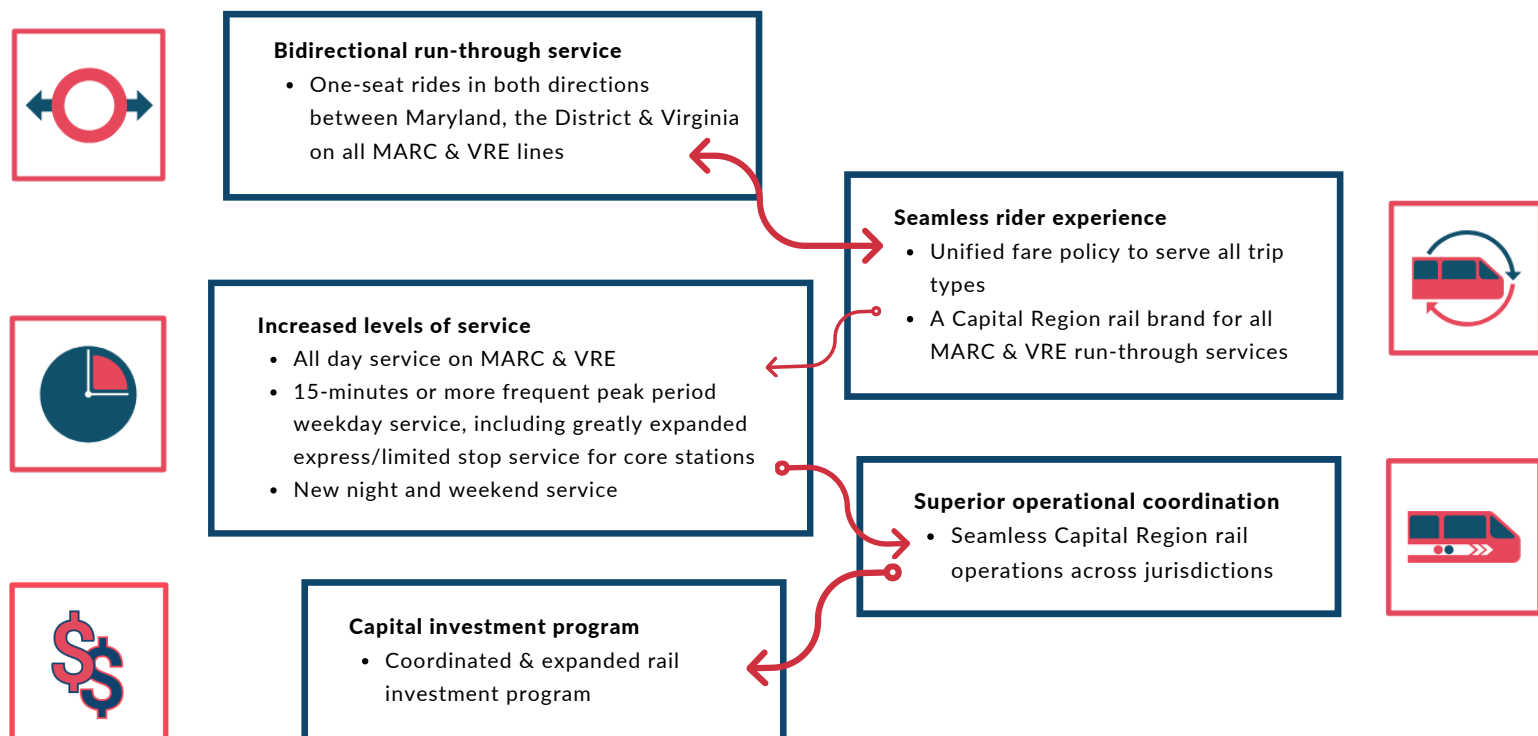 Bidirectional run-through service
• One-seat rides in both directions
between Maryland, the District & Virginia
on all MARC & VRE lines
Seamless rider experience
• Unified fare policy to serve all trip
types
• A Capital Region rail brand for all
MARC & VRE run-through services
Increased levels of service
• All day service on MARC & VRE
• 15-minutes or more frequent peak period
weekday service, including greatly expanded
express/limited stop service for core stations
• New night and weekend service
Superior operational coordination
• Seamless Capital Region rail
operations across jurisdictions
$$
Capital investment program
• Coordinated & expanded rail
investment program